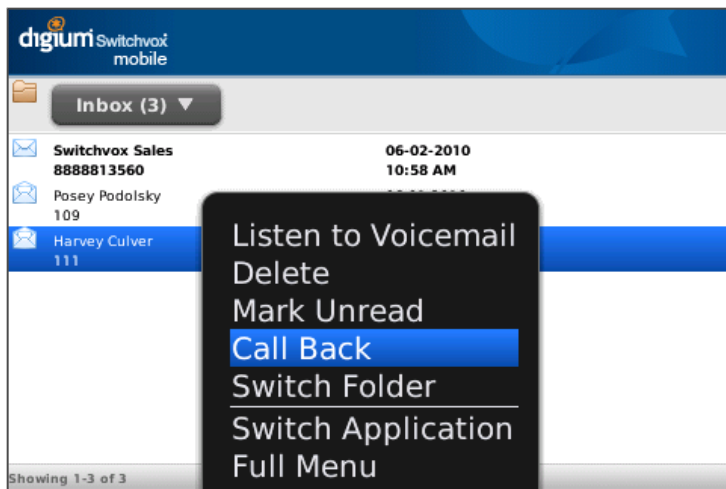 digium Switchvox
mobile
Inbox (3) ▼
Switchvox Sales 06-02-2010
8888813560 10:58 AM
Posey Podolsky
109
Harvey Culver
111
Listen to Voicemail
Delete
Mark Unread
Call Back
Switch Folder
Switch Application
Full Menu
Showing 1-3 of 3